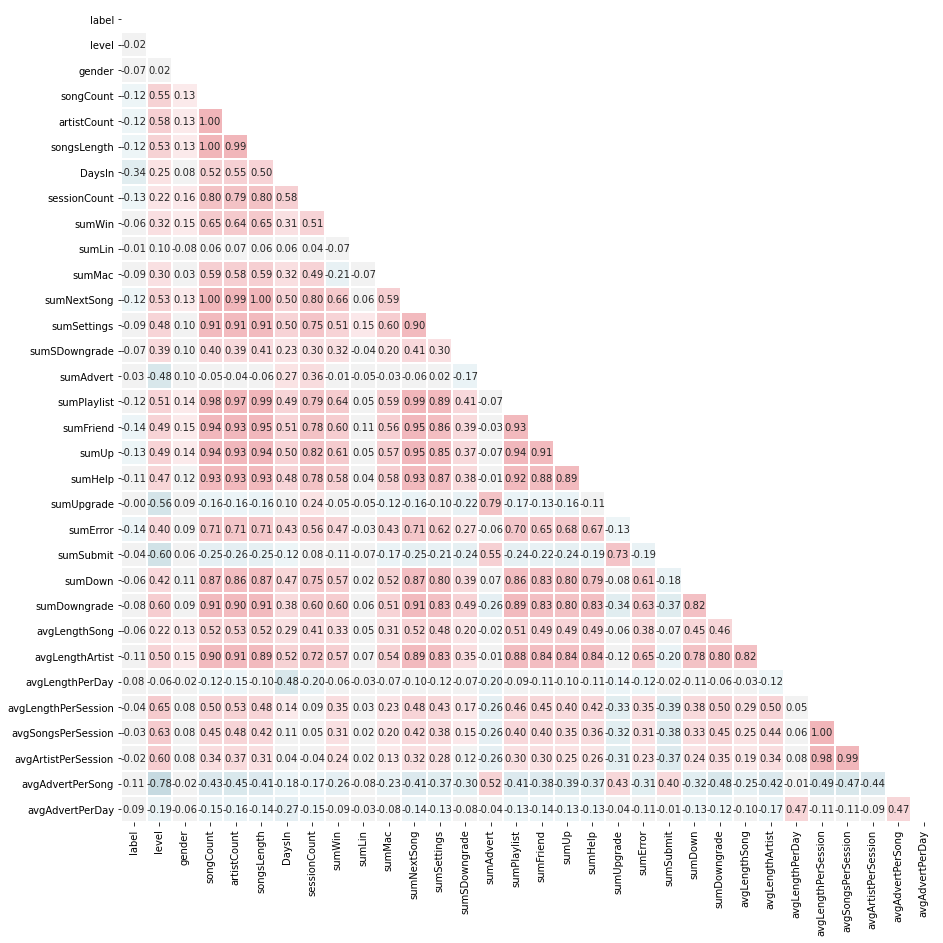 label
level -0.02
gender -0.07 0.02
songCount -0.12 0.55 0.13
artistCount -0.12 0.58 0.13 1.00
songsLength -0.12 0.53 0.13 1.00 0.99
DaysIn -0.34 0.25 0.08 0.52 0.55 0.50
sessionCount -0.13 0.22 0.16 0.80 0.79 0.80 0.58
sumWin -0.06 0.32 0.15 0.65 0.64 0.65 0.31 0.51
sumLin -0.01 0.10 -0.08 0.06 0.07 0.06 0.06 0.04 -0.07
sumMac -0.09 0.30 0.03 0.59 0.58 0.59 0.32 0.49 -0.21 -0.07
sumNextSong -0.12 0.53 0.13 1.00 0.99 1.00 0.50 0.80 0.66 0.06 0.59
sumSettings -0.09 0.48 0.10 0.91 0.91 0.91 0.50 0.75 0.51 0.15 0.60 0.90
sumSDowngrade -0.07 0.39 0.10 0.40 0.39 0.41 0.23 0.30 0.32 -0.04 0.20 0.41 0.30
sumAdvert 0.03 -0.48 0.10 -0.05 -0.04 -0.06 0.27 0.36 -0.01 -0.05 -0.03 -0.06 0.02 -0.17
sumPlaylist -0.12 0.51 0.14 0.98 0.97 0.99 0.49 0.79 0.64 0.05 0.59 0.99 0.89 0.41 -0.07
sumFriend -0.14 0.49 0.15 0.94 0.93 0.95 0.51 0.78 0.60 0.11 0.56 0.95 0.86 0.39 -0.03 0.93
sumUp -0.13 0.49 0.14 0.94 0.93 0.94 0.50 0.82 0.61 0.05 0.57 0.95 0.85 0.37 -0.07 0.94 0.91
sumHelp -0.11 0.47 0.12 0.93 0.93 0.93 0.48 0.78 0.58 0.04 0.58 0.93 0.87 0.38 -0.01 0.92 0.88 0.89
sumUpgrade -0.00 -0.56 0.09 -0.16 -0.16 -0.16 0.10 0.24 -0.05 -0.05 -0.12 -0.16 -0.10 -0.22 0.79 -0.17 -0.13 -0.16 -0.11
sumError -0.14 0.40 0.09 0.71 0.71 0.71 0.43 0.56 0.47 -0.03 0.43 0.71 0.62 0.27 -0.06 0.70 0.65 0.68 0.67 -0.13
sumSubmit -0.04 -0.60 0.06 -0.25 -0.26 -0.25 -0.12 0.08 -0.11 -0.07 -0.17 -0.25 -0.21 -0.24 0.55 -0.24 -0.22 -0.24 -0.19 0.73 -0.19
sumDown -0.06 0.42 0.11 0.87 0.86 0.87 0.47 0.75 0.57 0.02 0.52 0.87 0.80 0.39 0.07 0.86 0.83 0.80 0.79 -0.08 0.61 -0.18
sumDowngrade -0.08 0.60 0.09 0.91 0.90 0.91 0.38 0.60 0.60 0.06 0.51 0.91 0.83 0.49 -0.26 0.89 0.83 0.80 0.83 -0.34 0.63 -0.37 0.82
avgLengthSong -0.06 0.22 0.13 0.52 0.53 0.52 0.29 0.41 0.33 0.05 0.31 0.52 0.48 0.20 -0.02 0.51 0.49 0.49 0.49 -0.06 0.38 -0.07 0.45 0.46
avgLengthArtist -0.11 0.50 0.15 0.90 0.91 0.89 0.52 0.72 0.57 0.07 0.54 0.89 0.83 0.35 -0.01 0.88 0.84 0.84 0.84 -0.12 0.65 -0.20 0.78 0.80 0.82
avgLengthPerDay 0.08 -0.06 -0.02 -0.12 -0.15 -0.10 -0.48 -0.20 -0.06 -0.03 -0.07 -0.10 -0.12 -0.07 -0.20 -0.09 -0.11 -0.10 -0.11 -0.14 -0.12 -0.02 -0.11 -0.06 -0.03 -0.12
avgLengthPerSession -0.04 0.65 0.08 0.50 0.53 0.48 0.14 0.09 0.35 0.03 0.23 0.48 0.43 0.17 -0.26 0.46 0.45 0.40 0.42 -0.33 0.35 -0.39 0.38 0.50 0.29 0.50 0.05
avgSongsPerSession -0.03 0.63 0.08 0.45 0.48 0.42 0.11 0.05 0.31 0.02 0.20 0.42 0.38 0.15 -0.26 0.40 0.40 0.35 0.36 -0.32 0.31 -0.38 0.33 0.45 0.25 0.44 0.06 1.00
avgArtistPerSession -0.02 0.60 0.08 0.34 0.37 0.31 0.04 -0.04 0.24 0.02 0.13 0.32 0.28 0.12 -0.26 0.30 0.30 0.25 0.26 -0.31 0.23 -0.37 0.24 0.35 0.19 0.34 0.08 0.98 0.99
avgAdvertPerSong 0.11 -0.78 -0.02 -0.43 -0.45 -0.41 -0.18 -0.17 -0.26 -0.08 -0.23 -0.41 -0.37 -0.30 0.52 -0.41 -0.38 -0.39 -0.37 0.43 -0.31 0.40 -0.32 -0.42 -0.25 -0.42 -0.01 -0.49 -0.47 -0.44
avgAdvertPerDay -0.09 -0.19 -0.06 -0.15 -0.16 -0.14 -0.27 -0.15 -0.09 -0.03 -0.08 -0.14 -0.13 -0.08 -0.04 -0.13 -0.14 -0.13 -0.13 -0.04 -0.11 -0.01 -0.13 -0.12 -0.10 -0.17 0.47 -0.11 -0.11 -0.09 0.47
label
level
gender
songCount
artistCount
songsLength
DaysIn
sessionCount
sumWin
sumLin
sumMac
sumNextSong
sumSettings
sumSDowngrade
sumAdvert
sumPlaylist
sumFriend
sumUp
sumHelp
sumUpgrade
sumError
sumSubmit
sumDown
sumDowngrade
avgLengthSong
avgLengthArtist
avgLengthPerDay
avgLengthPerSession
avgSongsPerSession
avgArtistPerSession
avgAdvertPerSong
avgAdvertPerDay